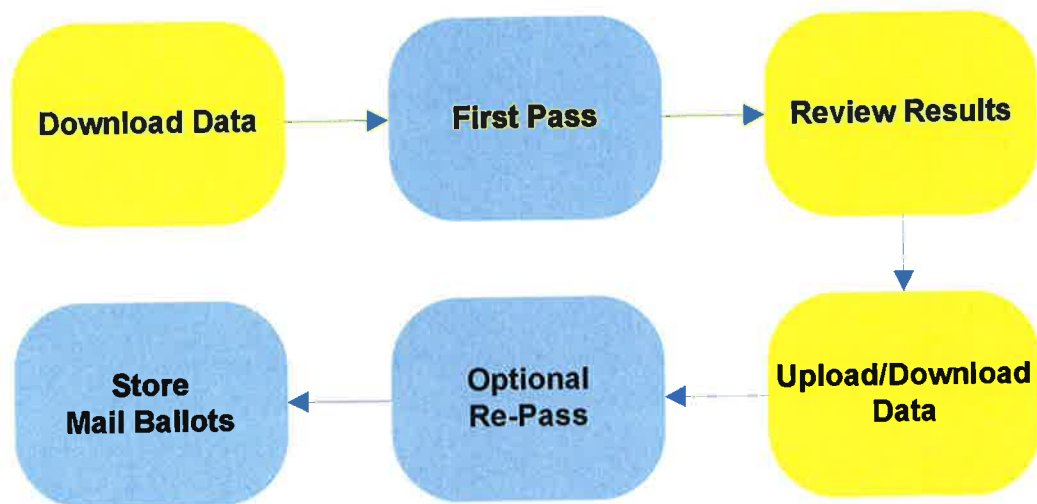 Download Data
First Pass
Review Results
Upload/Download
Data
Optional
Re-Pass
Store
Mail Ballots